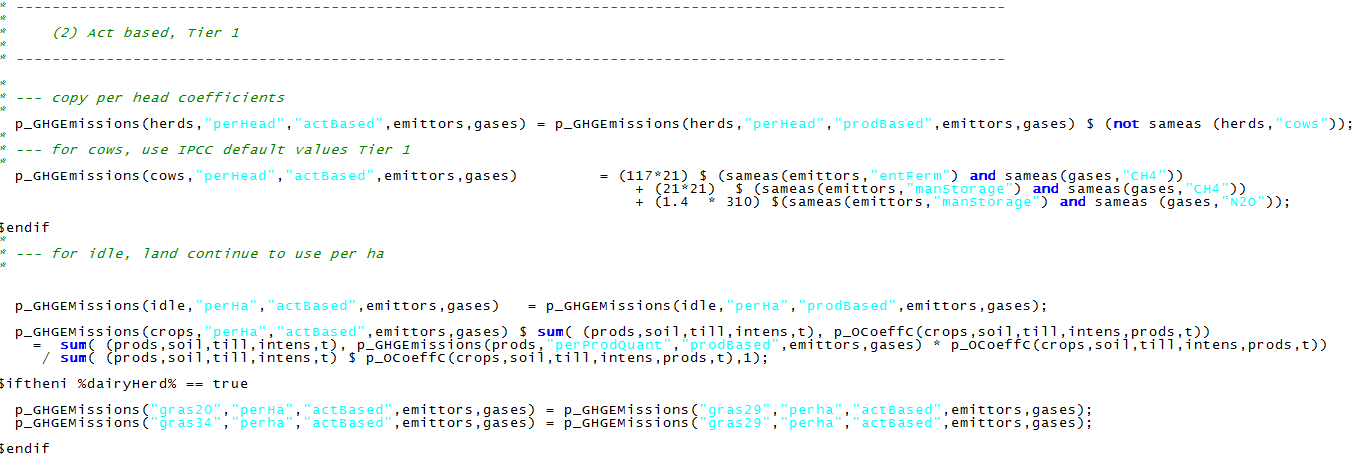 * --------------------------------------------------------------------------------------------------------------
*
*     (2) Act based, Tier 1
*
* --------------------------------------------------------------------------------------------------------------
*
* --- copy per head coefficients
*
p_GHGEmissions(herds,"perHead","actBased",emittors,gases) = p_GHGEmissions(herds,"perHead","prodBased",emittors,gases) $ (not sameas (herds,"cows"));
*
* --- for cows, use IPCC default values Tier 1
*
p_GHGEmissions(cows,"perHead","actBased",emittors,gases)         = (117*21) $ (sameas(emittors,"entFerm") and sameas(gases,"CH4"))
+ (21*21)  $ (sameas(emittors,"manStorage") and sameas(gases,"CH4"))
+ (1.4  * 310) $(sameas(emittors,"manStorage") and sameas (gases,"N2O"));
$endif
*
* --- for idle, land continue to use per ha
*
p_GHGEmissions(idle,"perHa","actBased",emittors,gases)   = p_GHGEmissions(idle,"perHa","prodBased",emittors,gases);
p_GHGEmissions(crops,"perHa","actBased",emittors,gases) $ sum( (prods,soil,till,intens,t), p_OCoeffC(crops,soil,till,intens,prods,t))
=  sum( (prods,soil,till,intens,t), p_GHGEmissions(prods,"perProdQuant","prodBased",emittors,gases) * p_OCoeffC(crops,soil,till,intens,prods,t))
/ sum( (prods,soil,till,intens,t) $ p_OCoeffC(crops,soil,till,intens,prods,t),1);
$iftheni %dairyHerd% == true
p_GHGEmissions("gras20","perHa","actBased",emittors,gases) = p_GHGEmissions("gras29","perha","actBased",emittors,gases);
p_GHGEmissions("gras34","perha","actBased",emittors,gases) = p_GHGEmissions("gras29","perha","actBased",emittors,gases);
$endif